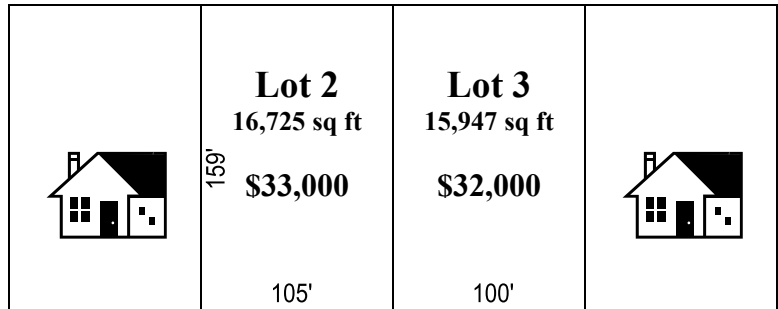 Lot 2
16,725 sq ft
159'
$33,000
105'
Lot 3
15,947 sq ft
$32,000
100'